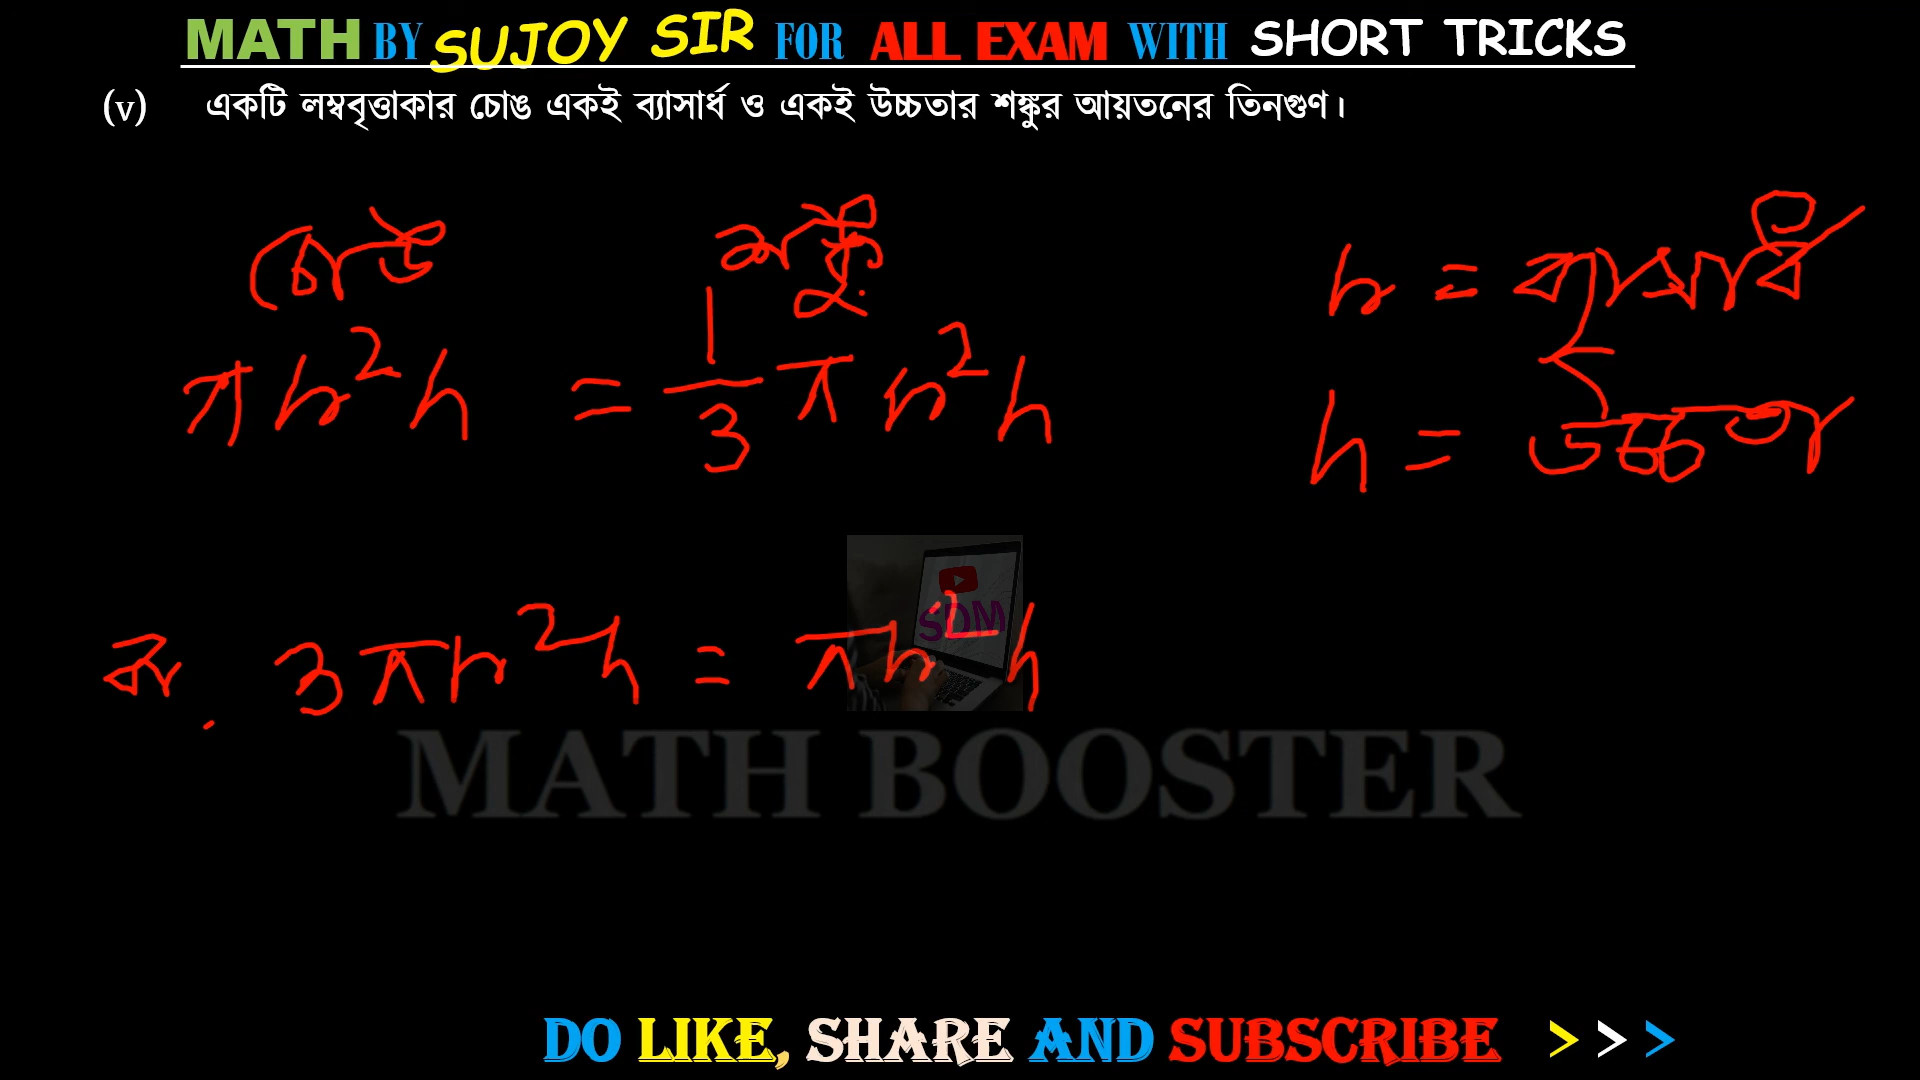 MATH BY SUJOY SIR FOR ALL EXAM WITH SHORT TRICKS
(v) একটি লম্ববৃত্তাকার চোঙ একই ব্যাসার্ধ ও একই উচ্চতার শঙ্কুর আয়তনের তিনগুণ।
চোঙ শঙ্কু
πr²h = 1/3 πr²h
r = ব্যাসার্ধ
h = উচ্চতা
বা, 3πr²h = πr²h
SDM
MATH BOOSTER
DO LIKE, SHARE AND SUBSCRIBE >>>